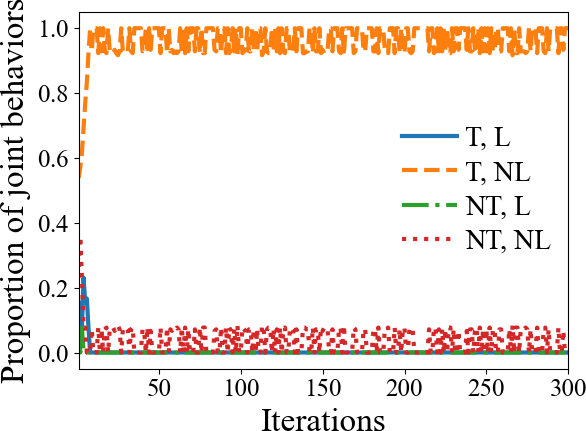 Proportion of joint behaviors
1.0
0.8
0.6
0.4
0.2
0.0
T, L
T, NL
NT, L
NT, NL
50
100
150
200
250
300
Iterations